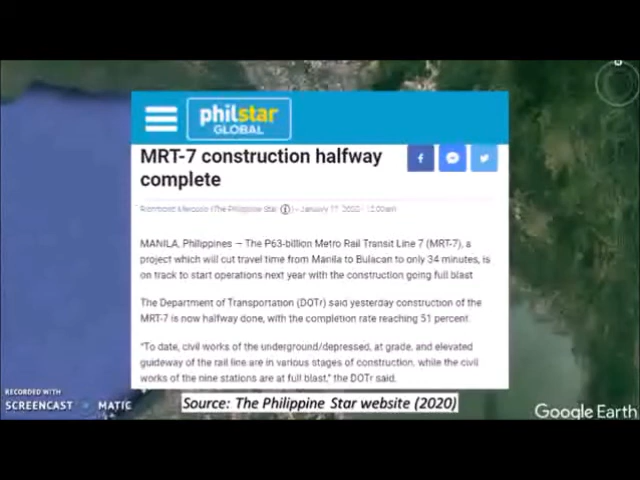 philstar
GLOBAL
MRT-7 construction halfway
complete
(The Philippine Star
MANILA, Philippines — The P63-billion Metro Rail Transit Line 7 (MRT-7), a
project which will cut travel time from Manila to Bulacan to only 34 minutes, is
on track to start operations next year with the construction going full blast
The Department of Transportation (DOTr) said yesterday construction of the
MRT-7 is now halfway done, with the completion rate reaching 51 percent.
"To date, civil works of the underground/depressed, at grade, and elevated
guideway of the rail line are in various stages of construction, while the civil
works of the nine stations are at full blast," the DOTr said.
RECORDED WITH
SCREENCAST MATIC
Source: The Philippine Star website (2020)
Google Earth